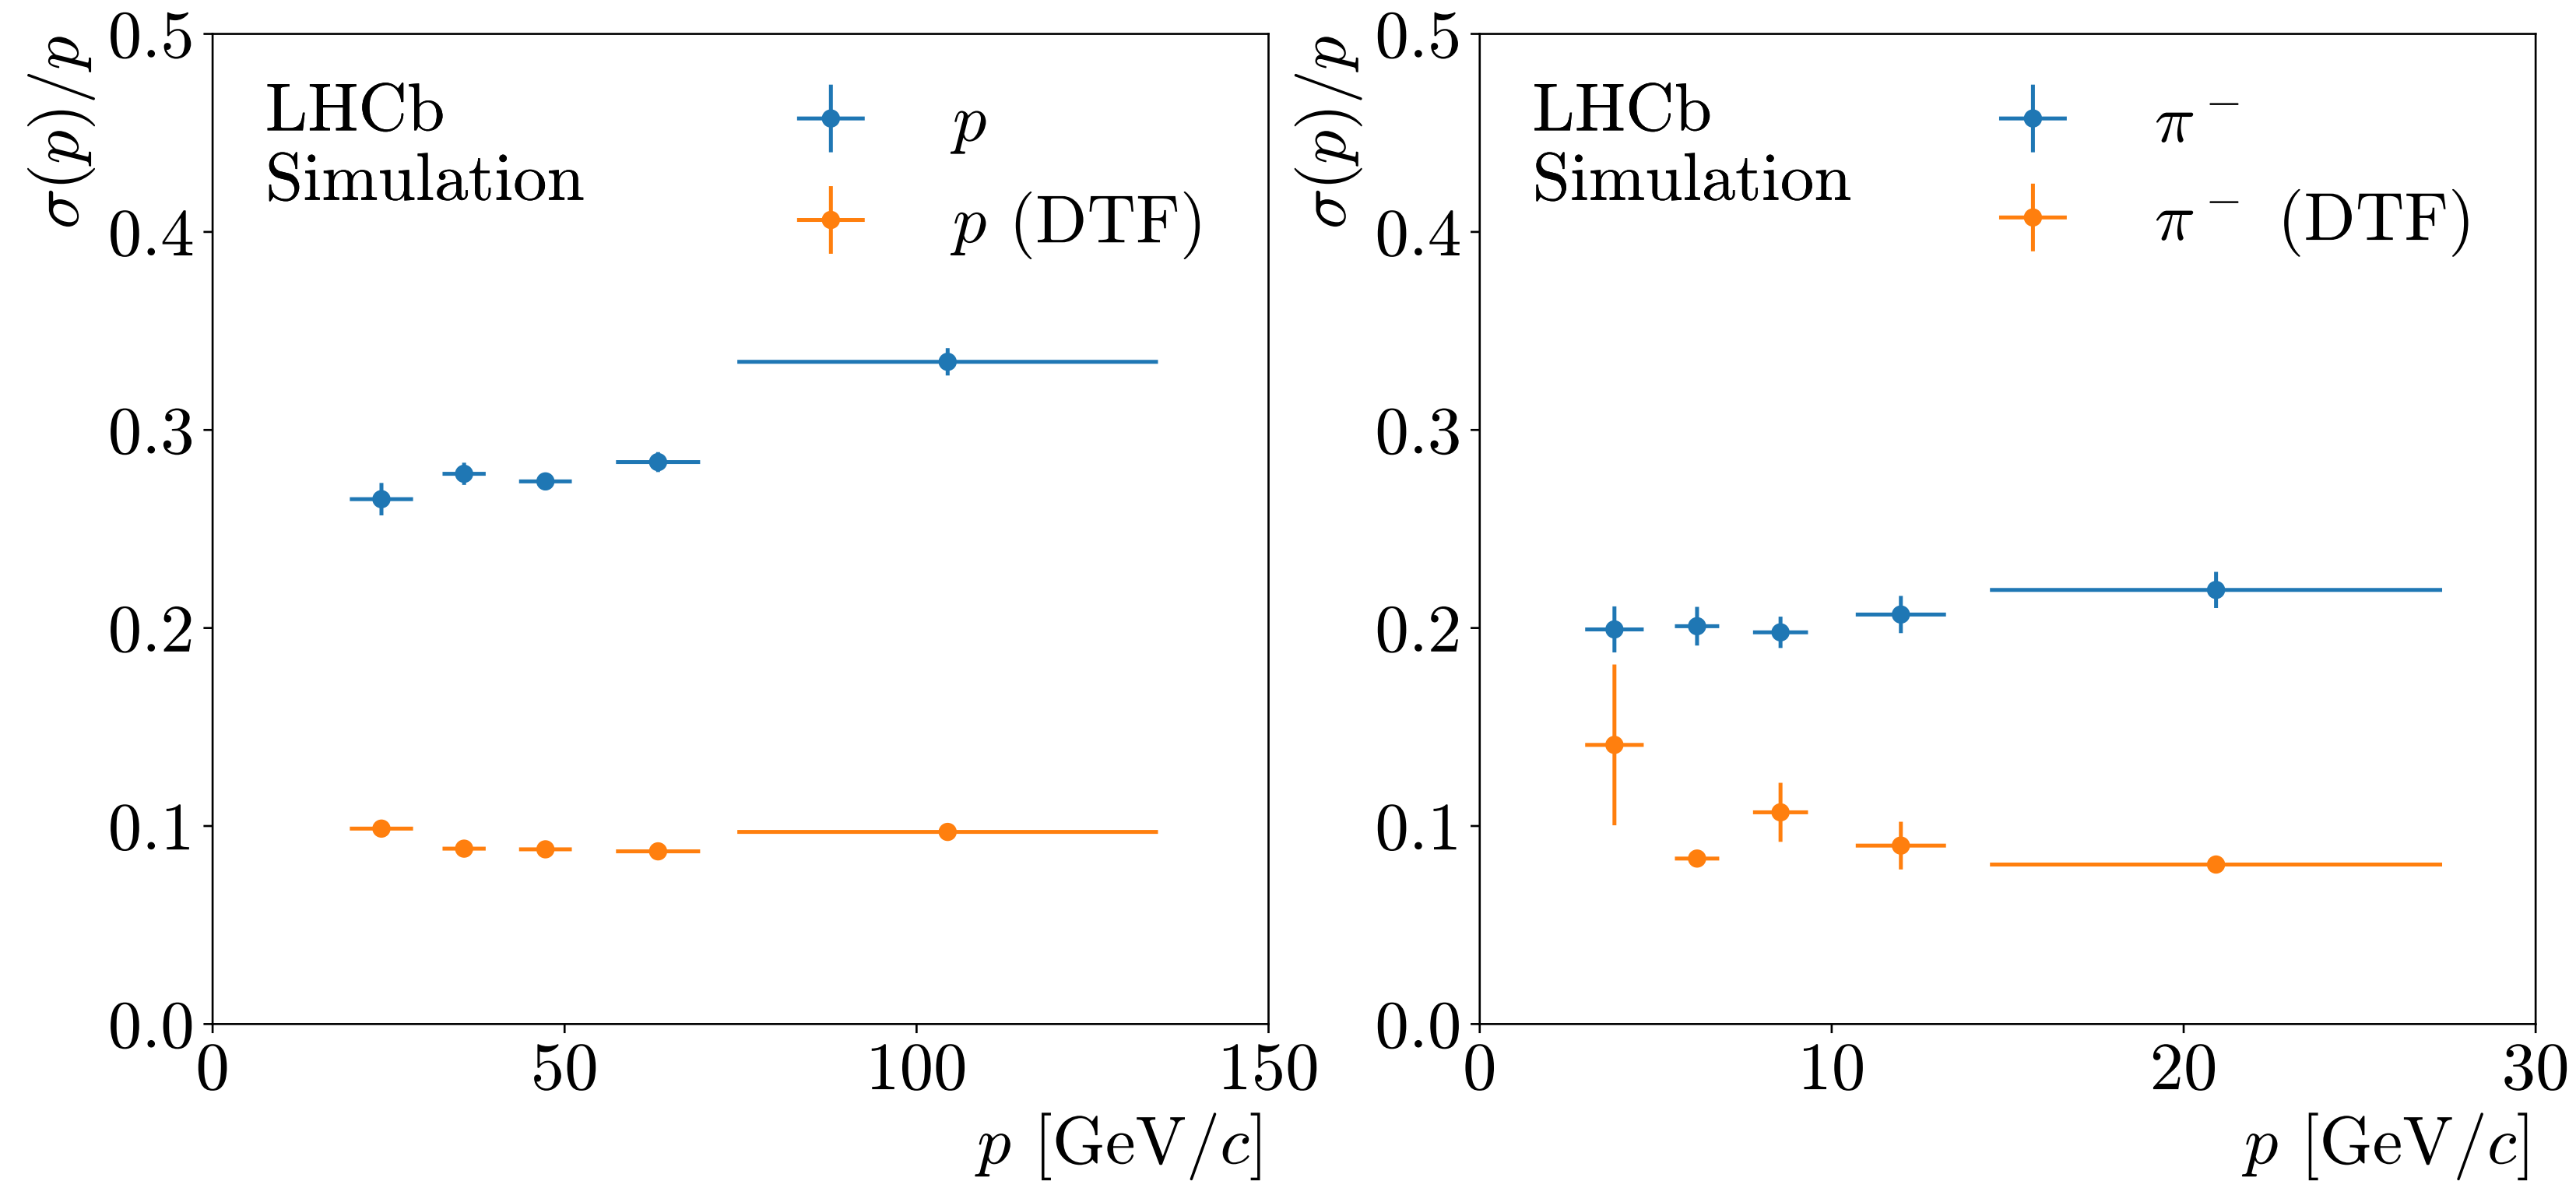 σ(p)/p
0.5
0.4
0.3
0.2
0.1
0.0
LHCb
Simulation
p
p (DTF)
0 50 100 150
p [GeV/c]
σ(p)/p
0.5
0.4
0.3
0.2
0.1
0.0
LHCb
Simulation
π⁻
π⁻ (DTF)
0 10 20 30
p [GeV/c]